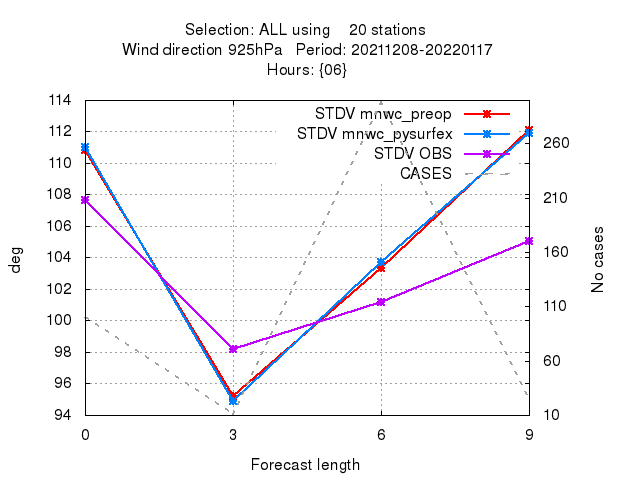 Selection: ALL using 20 stations
Wind direction 925hPa Period: 20211208-20220117
Hours: {06}
STDV mnwc_preop
STDV mnwc_pysurfex
STDV OBS
CASES
deg
114
112
110
108
106
104
102
100
98
96
94
No cases
260
210
160
110
60
10
0 3 6 9
Forecast length